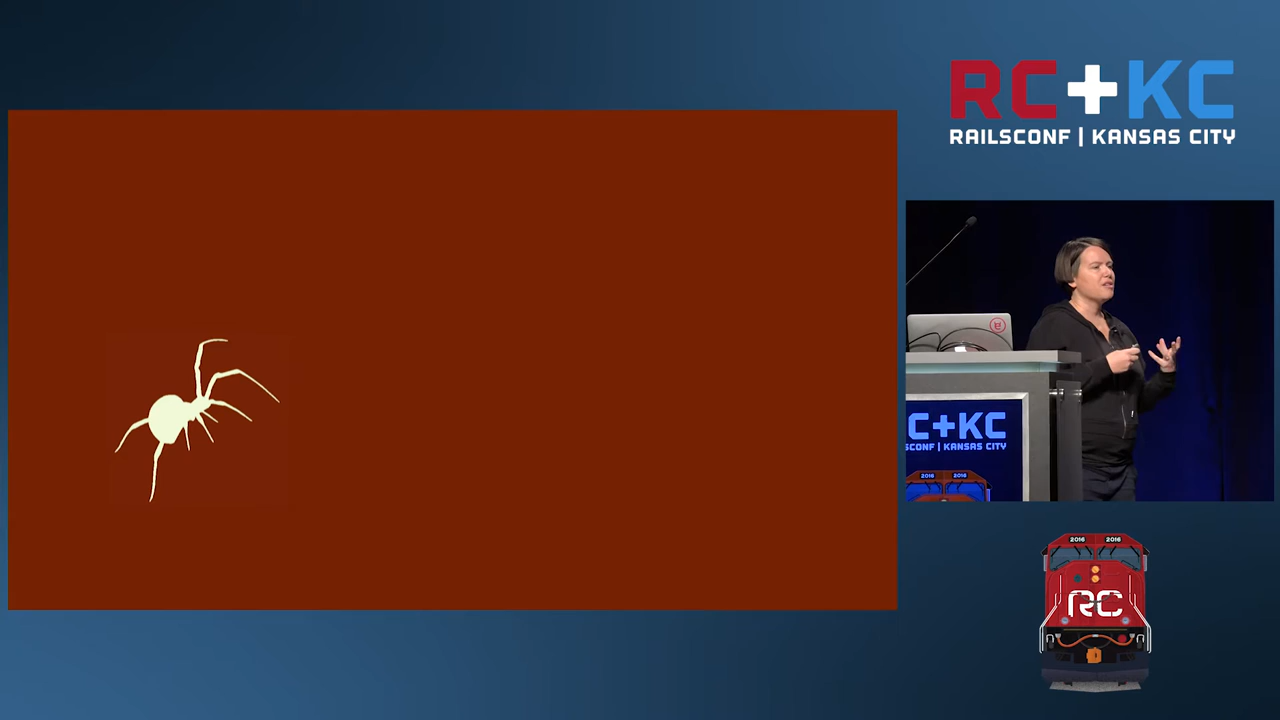 RC+KC
RAILSCONF | KANSAS CITY
C+KC
SCONF | KANSAS CITY
2016 2016
2016 2016
RC